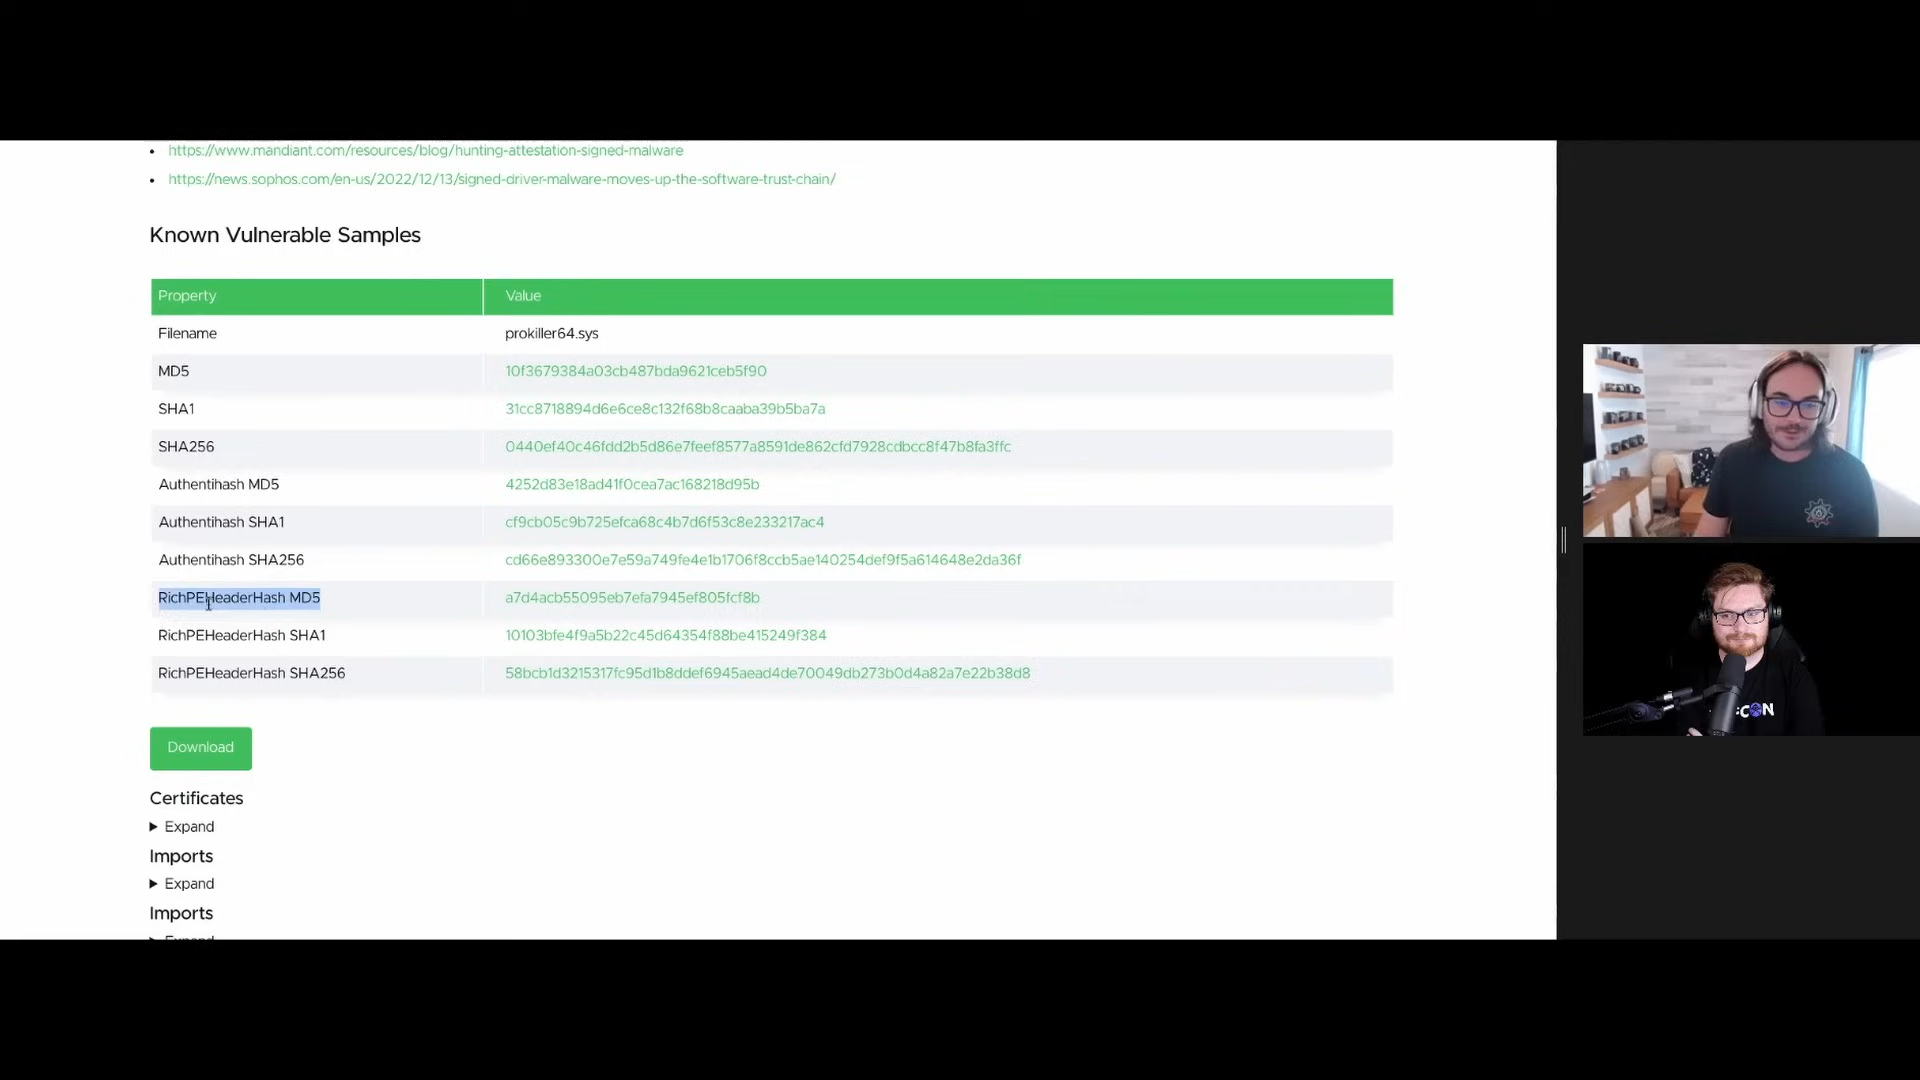 https://www.mandiant.com/resources/blog/hunting-attestation-signed-malware
https://news.sophos.com/en-us/2022/12/13/signed-driver-malware-moves-up-the-software-trust-chain/
Known Vulnerable Samples
Property Value
Filename prokiller64.sys
MD5 10f3679384a03cb487bda9621ceb5f90
SHA1 31cc8718894d6e6ce8c132f68b8caaba39b5ba7a
SHA256 0440ef40c46fdd2b5d86e7feef8577a8591de862cfd7928cdbcc8f47b8fa3ffc
Authentihash MD5 4252d83e18ad41f0cea7ac168218d95b
Authentihash SHA1 cf9cb05c9b725efca68c4b7d6f53c8e233217ac4
Authentihash SHA256 cd66e893300e7e59a749fe4e1b1706f8ccb5ae140254def9f5a614648e2da36f
RichPEHeaderHash MD5 a7d4acb55095eb7efa7945ef805fcf8b
RichPEHeaderHash SHA1 10103bfe4f9a5b22c45d64354f88be415249f384
RichPEHeaderHash SHA256 58bcb1d3215317fc95d1b8ddef6945aead4de70049db273b0d4a82a7e22b38d8
Download
Certificates
Expand
Imports
Expand
Imports
Expand